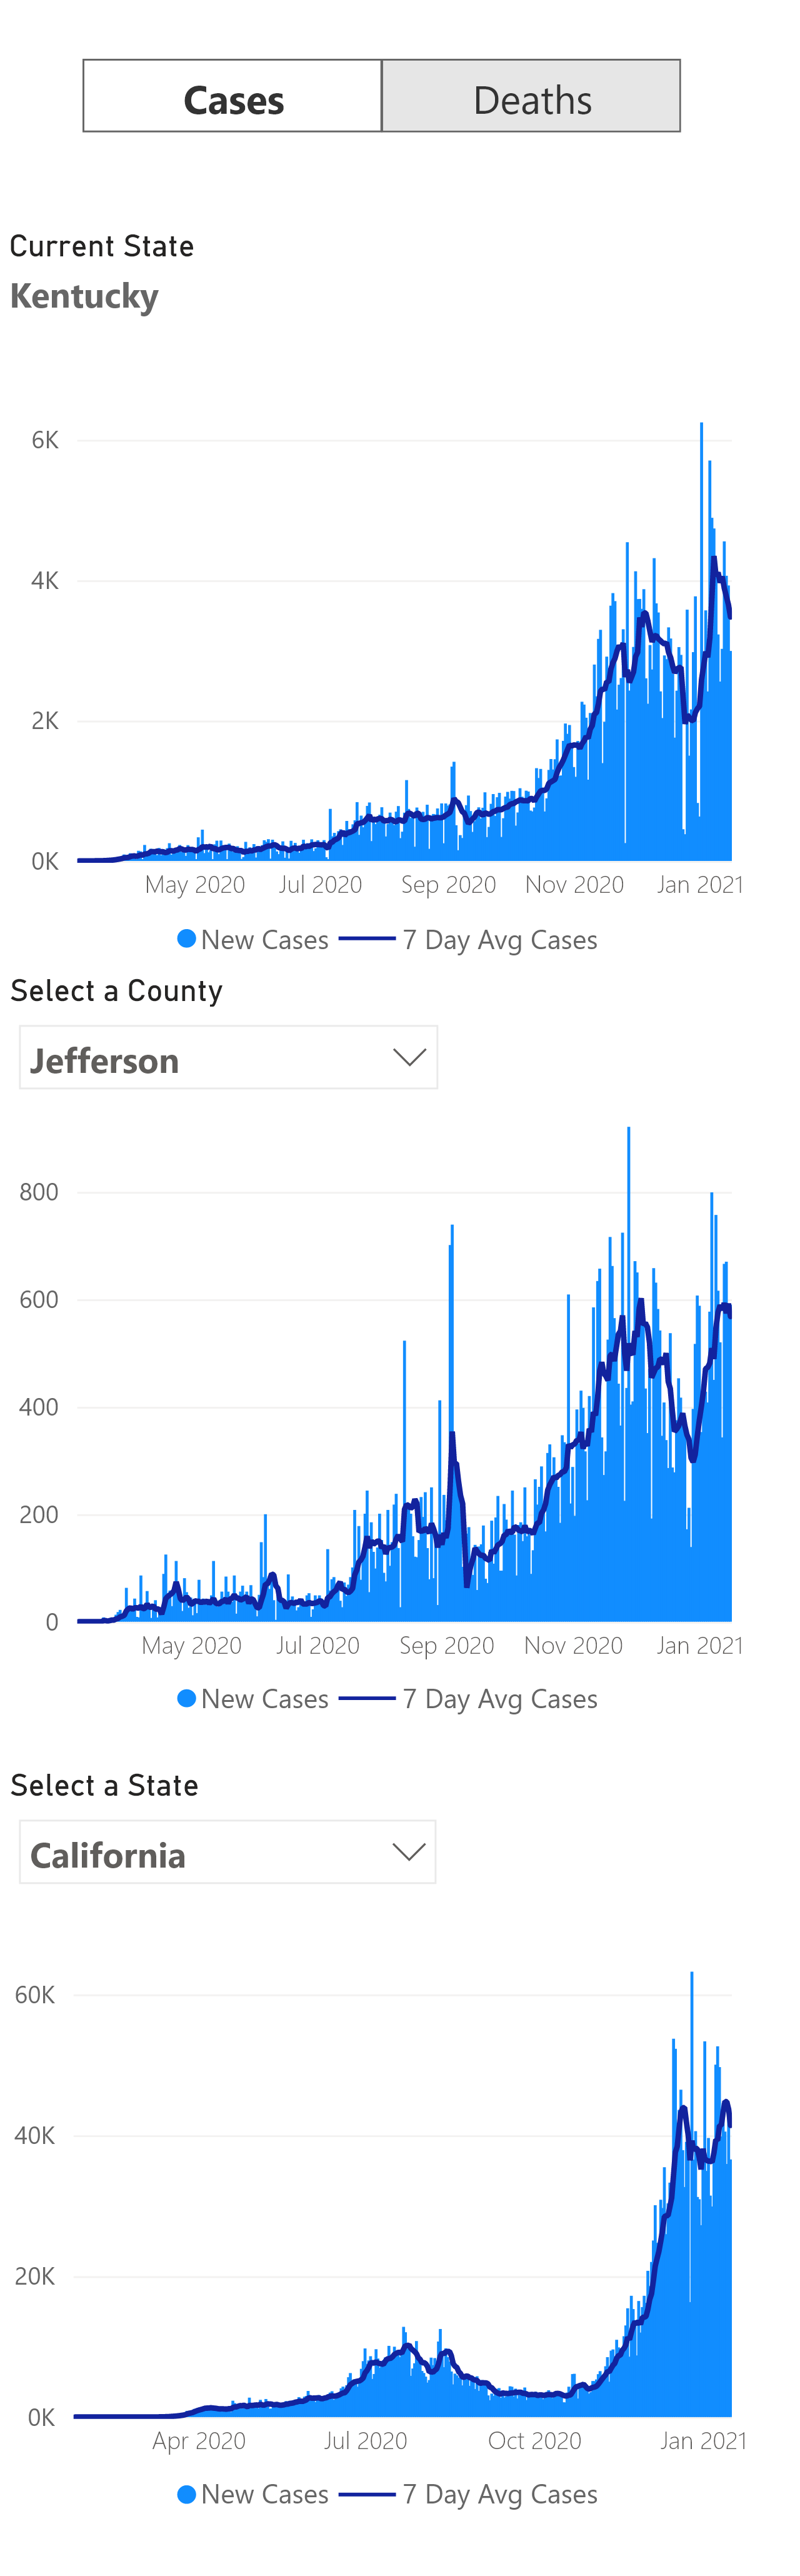 Cases Deaths
Current State
Kentucky
6K
4K
2K
0K
May 2020 Jul 2020 Sep 2020 Nov 2020 Jan 2021
New Cases 7 Day Avg Cases
Select a County
Jefferson
800
600
400
200
0
May 2020 Jul 2020 Sep 2020 Nov 2020 Jan 2021
New Cases 7 Day Avg Cases
Select a State
California
60K
40K
20K
0K
Apr 2020 Jul 2020 Oct 2020 Jan 2021
New Cases 7 Day Avg Cases